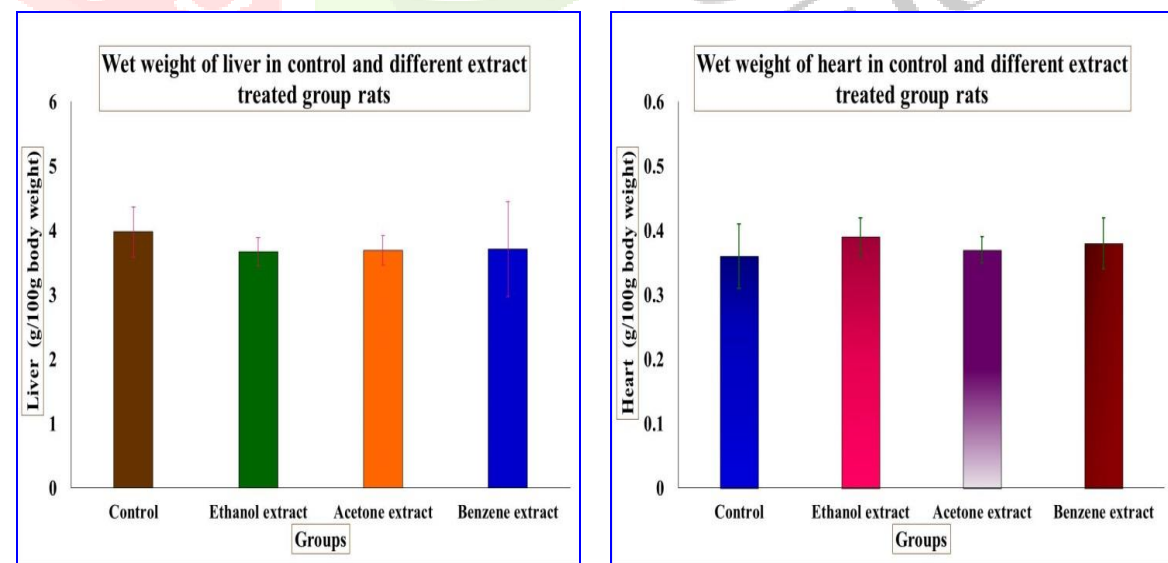 Wet weight of liver in control and different extract
treated group rats
6
5
4
3
2
1
0
Liver (g/100g body weight)
Control
Ethanol extract
Acetone extract
Benzene extract
Groups
Wet weight of heart in control and different extract
treated group rats
0.6
0.5
0.4
0.3
0.2
0.1
0
Heart (g/100g body weight)
Control
Ethanol extract
Acetone extract
Benzene extract
Groups